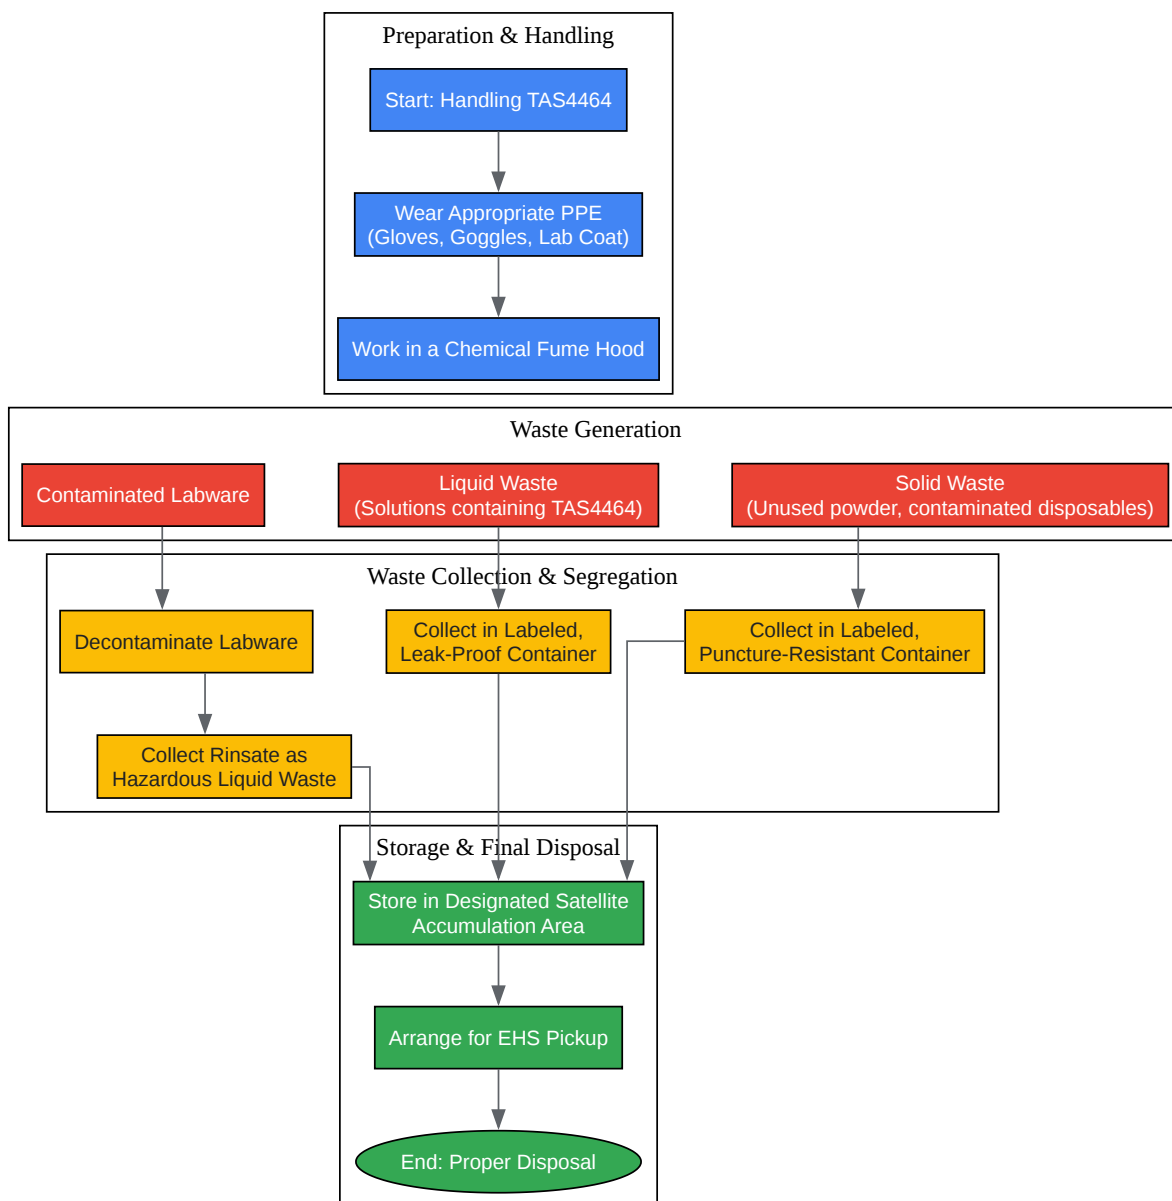 Preparation & Handling
Start: Handling TAS4464
Wear Appropriate PPE
(Gloves, Goggles, Lab Coat)
Work in a Chemical Fume Hood
Waste Generation
Contaminated Labware
Liquid Waste
(Solutions containing TAS4464)
Solid Waste
(Unused powder, contaminated disposables)
Waste Collection & Segregation
Decontaminate Labware
Collect in Labeled,
Leak-Proof Container
Collect in Labeled,
Puncture-Resistant Container
Collect Rinsate as
Hazardous Liquid Waste
Storage & Final Disposal
Store in Designated Satellite
Accumulation Area
Arrange for EHS Pickup
End: Proper Disposal